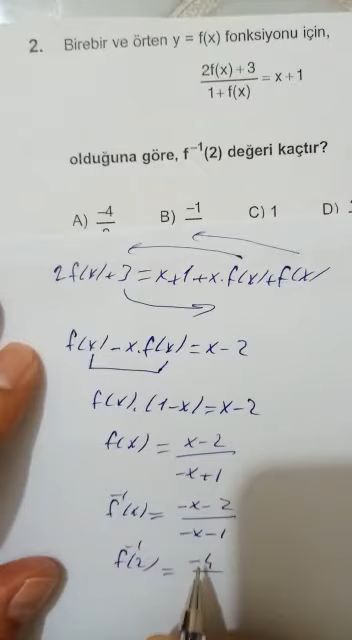 2. Birebir ve örten y = f(x) fonksiyonu için,
2f(x)+3
———— = x+1
1+f(x)
olduğuna göre, f⁻¹(2) değeri kaçtır?
A) -4/ B) -1/ C) 1 D)
2f(x)+3=x+1+x.f(x)+f(x)
f(x)-x.f(x)=x-2
f(x).(1-x)=x-2
f(x) = x-2
-x+1
f⁻¹(x) = -x-2
-x-1
f⁻¹(2) = -4